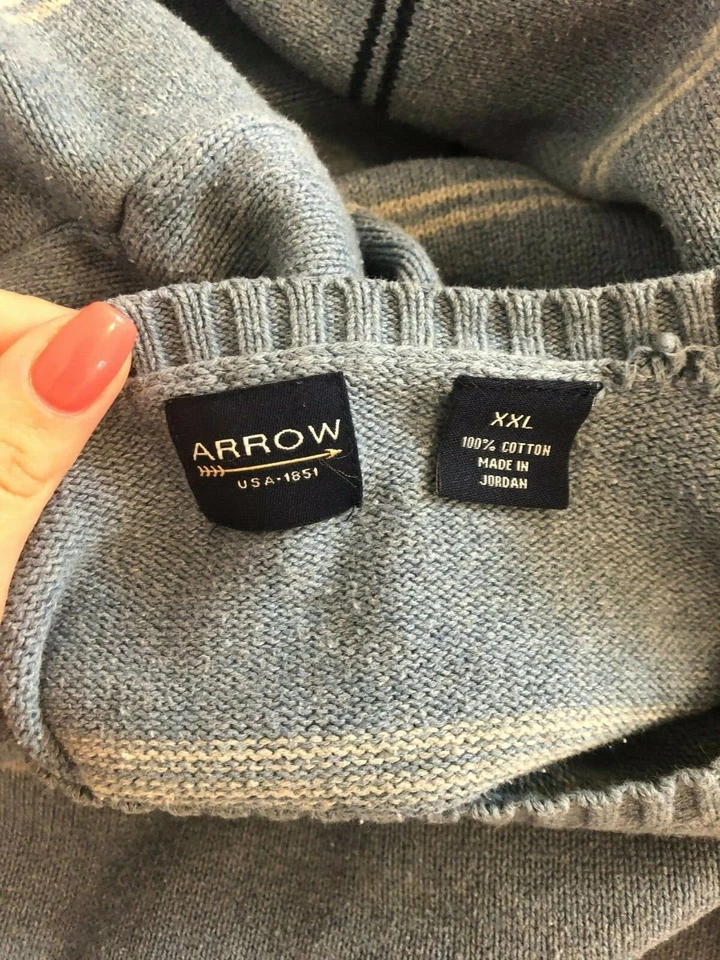 ARROW
USA·1851
XXL
100% COTTON
MADE IN
JORDAN